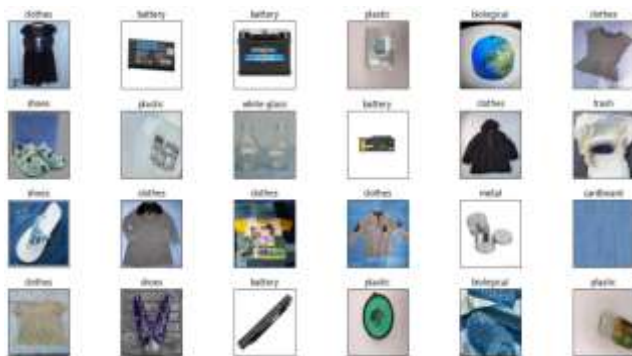 clothes battery battery plastic biological clothes
shoes plastic white-glass battery clothes trash
shoes clothes clothes clothes metal cardboard
clothes shoes battery plastic biological plastic